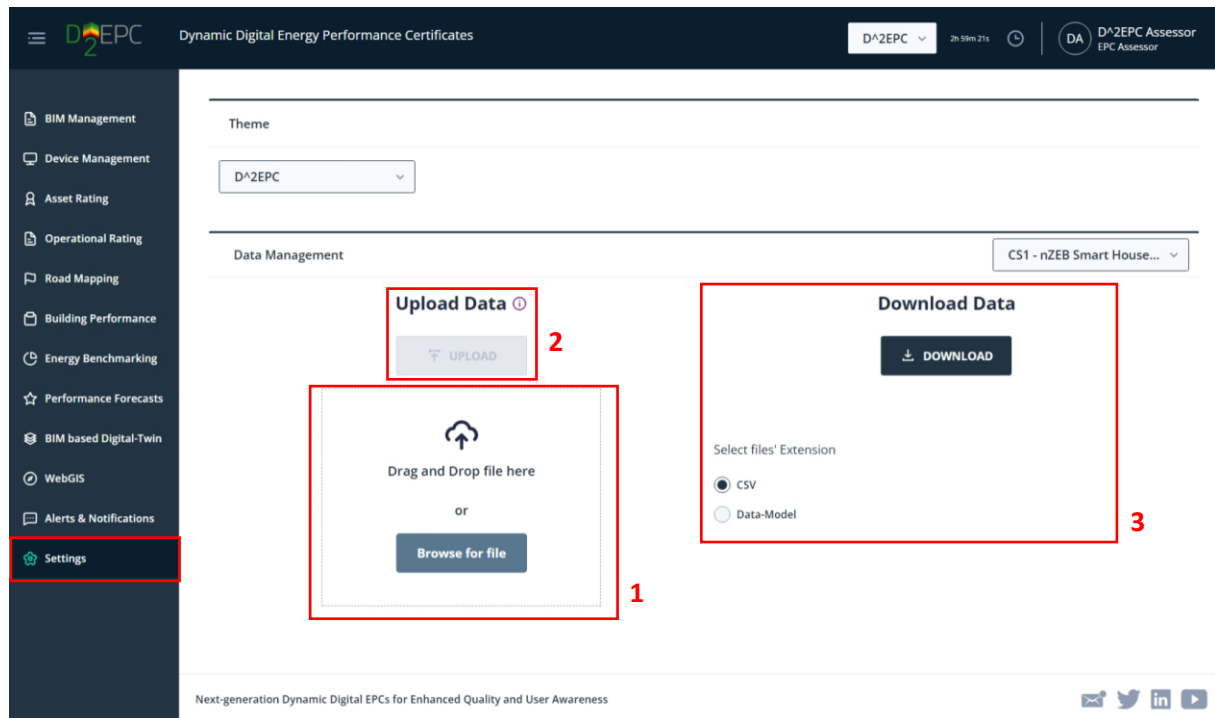 D2EPC
Dynamic Digital Energy Performance Certificates
D^2EPC
2h 59m 21s
DA
D^2EPC Assessor
EPC Assessor
BIM Management
Device Management
Asset Rating
Operational Rating
Road Mapping
Building Performance
Energy Benchmarking
Performance Forecasts
BIM based Digital-Twin
WebGIS
Alerts & Notifications
Settings
Theme
D^2EPC
Data Management
CS1 - nZEB Smart House...
Upload Data
UPLOAD
2
Drag and Drop file here
or
Browse for file
1
Download Data
DOWNLOAD
Select files' Extension
CSV
Data-Model
3
Next-generation Dynamic Digital EPCs for Enhanced Quality and User Awareness
in